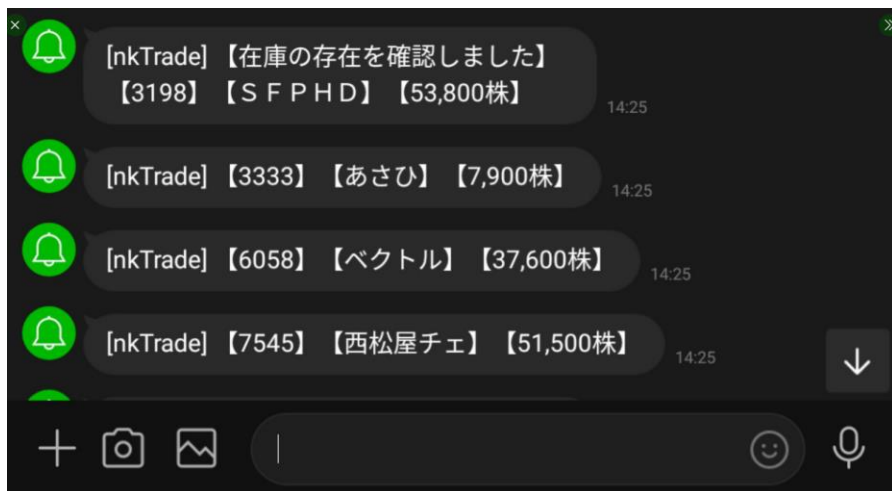 [nkTrade] 【在庫の存在を確認しました】
【3198】【ＳＦＰＨＤ】【53,800株】
14:25
[nkTrade] 【3333】【あさひ】【7,900株】
14:25
[nkTrade] 【6058】【ベクトル】【37,600株】
14:25
[nkTrade] 【7545】【西松屋チェ】【51,500株】
14:25